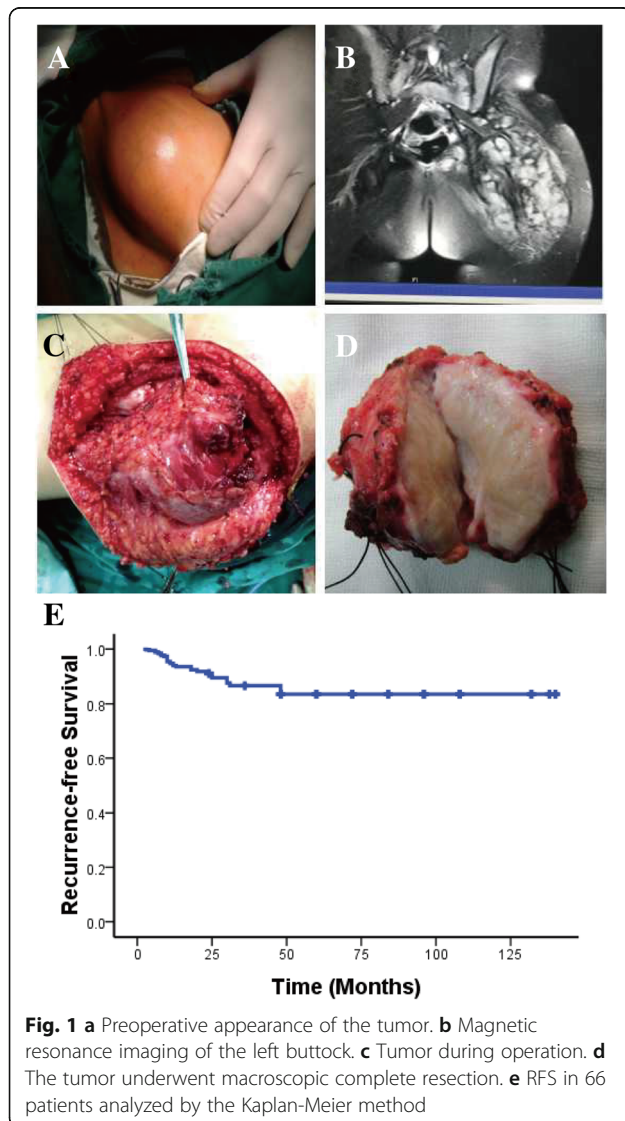 A
B
C
D
E
Recurrence-free Survival
1.0
0.8
0.6
0.4
0.2
0.0
0
25
50
75
100
125
Time (Months)
Fig. 1 a Preoperative appearance of the tumor. b Magnetic
resonance imaging of the left buttock. c Tumor during operation. d
The tumor underwent macroscopic complete resection. e RFS in 66
patients analyzed by the Kaplan-Meier method